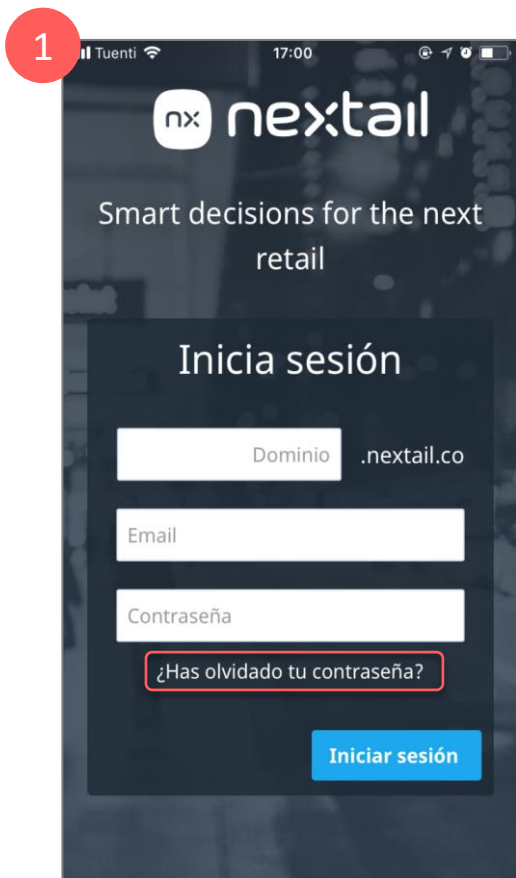 1
Tuenti 17:00
nx nextail
Smart decisions for the next
retail
Inicia sesión
Dominio .nextail.co
Email
Contraseña
¿Has olvidado tu contraseña?
Iniciar sesión